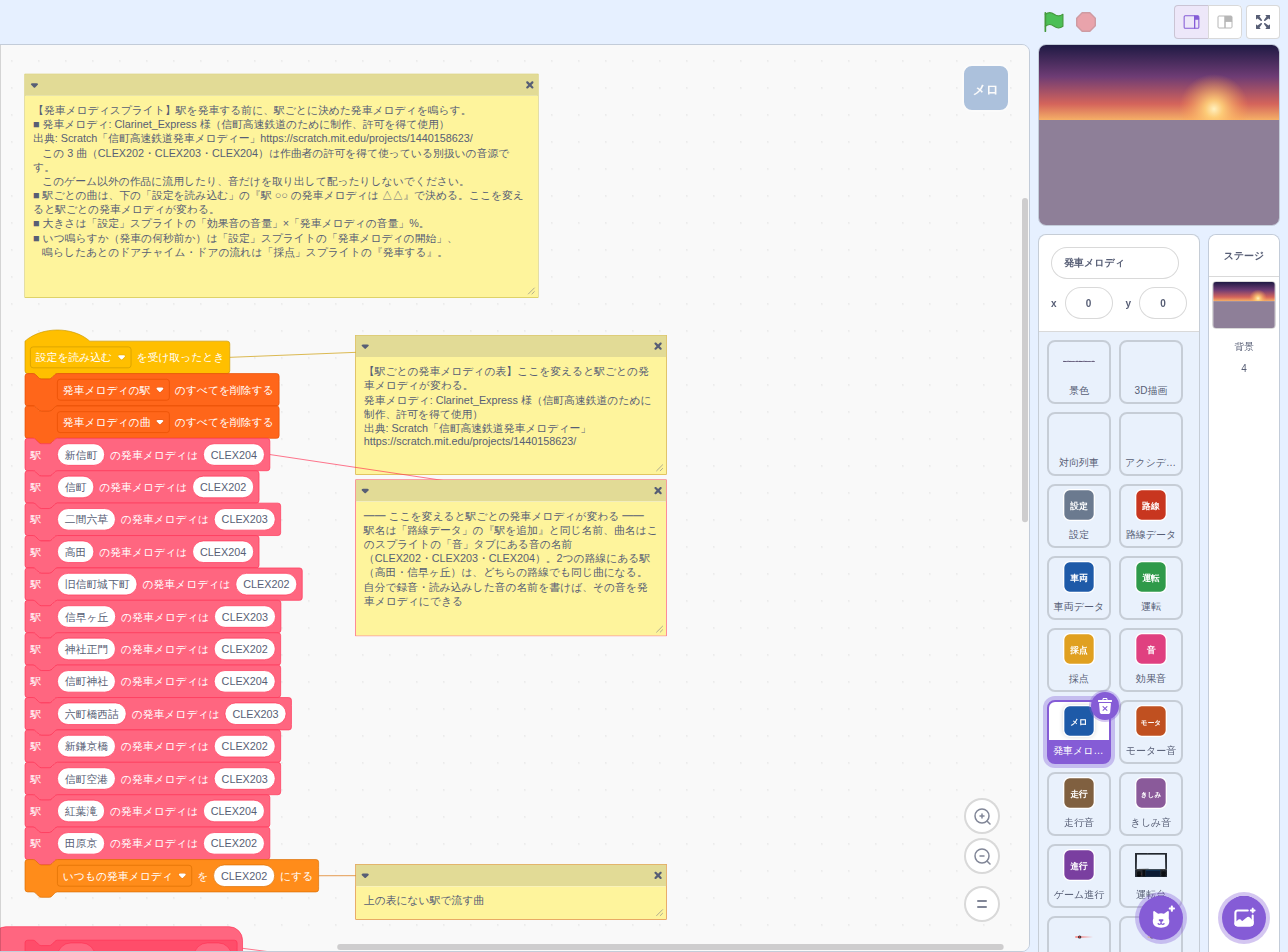 メロ
【発車メロディスプライト】駅を発車する前に、駅ごとに決めた発車メロディを鳴らす。
■ 発車メロディ: Clarinet_Express 様（信町高速鉄道のために制作、許可を得て使用）
出典: Scratch「信町高速鉄道発車メロディー」https://scratch.mit.edu/projects/1440158623/
この 3 曲（CLEX202・CLEX203・CLEX204）は作曲者の許可を得て使っている別扱いの音源で
す。
このゲーム以外の作品に流用したり、音だけを取り出して配ったりしないでください。
■ 駅ごとの曲は、下の「設定を読み込む」の『駅 ○○ の発車メロディは △△』で決める。ここを変え
ると駅ごとの発車メロディが変わる。
■ 大きさは「設定」スプライトの「効果音の音量」×「発車メロディの音量」%。
■ いつ鳴らすか（発車の何秒前か）は「設定」スプライトの「発車メロディの開始」、
鳴らしたあとのドアチャイム・ドアの流れは「採点」スプライトの『発車する』。
設定を読み込む を受け取ったとき
発車メロディの駅 のすべてを削除する
発車メロディの曲 のすべてを削除する
駅 新信町 の発車メロディは CLEX204
駅 信町 の発車メロディは CLEX202
駅 二間六草 の発車メロディは CLEX203
駅 高田 の発車メロディは CLEX204
駅 旧信町城下町 の発車メロディは CLEX202
駅 信早ヶ丘 の発車メロディは CLEX203
駅 神社正門 の発車メロディは CLEX202
駅 信町神社 の発車メロディは CLEX204
駅 六町橋西詰 の発車メロディは CLEX203
駅 新鎌京橋 の発車メロディは CLEX202
駅 信町空港 の発車メロディは CLEX203
駅 紅葉滝 の発車メロディは CLEX204
駅 田原京 の発車メロディは CLEX202
いつもの発車メロディ を CLEX202 にする
【駅ごとの発車メロディの表】ここを変えると駅ごとの発
車メロディが変わる。
発車メロディ: Clarinet_Express 様（信町高速鉄道のために
制作、許可を得て使用）
出典: Scratch「信町高速鉄道発車メロディー」
https://scratch.mit.edu/projects/1440158623/
━━ ここを変えると駅ごとの発車メロディが変わる ━━
駅名は「路線データ」の『駅を追加』と同じ名前、曲名はこ
のスプライトの「音」タブにある音の名前
（CLEX202・CLEX203・CLEX204）。2つの路線にある駅
（高田・信早ヶ丘）は、どちらの路線でも同じ曲になる。
自分で録音・読み込みした音の名前を書けば、その音を発
車メロディにできる
上の表にない駅で流す曲
発車メロディ
x 0 y 0
景色
3D描画
対向列車
アクシデ…
設定
設定
路線
路線データ
車両
車両データ
運転
運転
採点
採点
音
効果音
メロ
発車メロ…
モータ
モーター音
走行
走行音
きしみ
きしみ音
進行
ゲーム進行
運転台
ステージ
背景
4